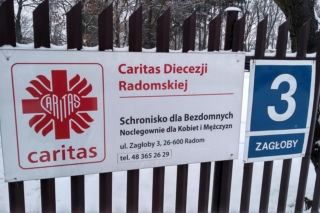 CARITAS
caritas
Caritas Diecezji
Radomskiej
Schronisko dla Bezdomnych
Noclegownie dla Kobiet i Mężczyzn
ul. Zagłoby 3, 26-600 Radom
tel. 48 365 26 29
3
ZAGŁOBY